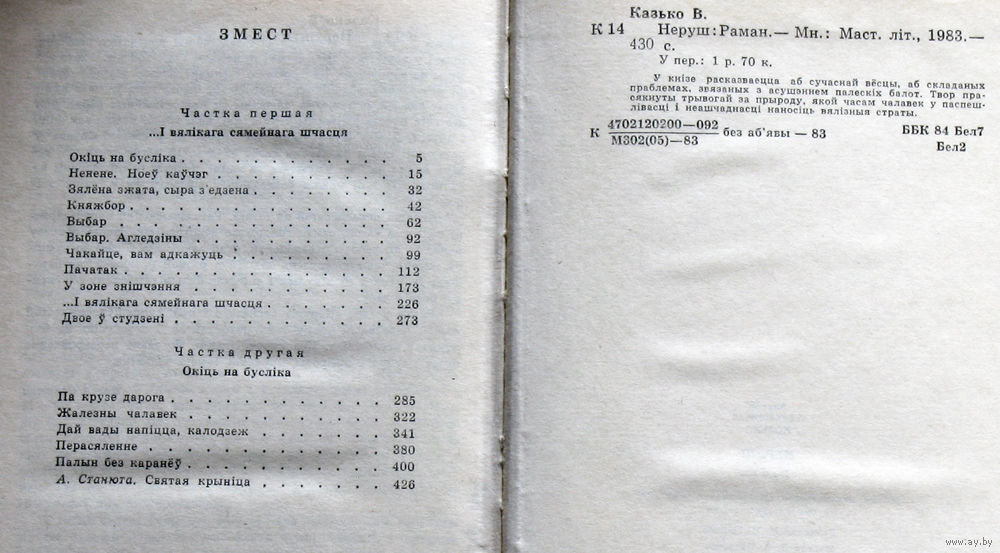 ЗМЕСТ
Частка першая
...І вялікага сямейнага шчасця
Окіць на бусліка . . . . . . . . . . . . 5
Ненене. Ноеў каўчэг . . . . . . . . . . . 15
Зялёна зжата, сыра з'едзена . . . . . . . . 32
Княжбор . . . . . . . . . . . . . . . 42
Выбар . . . . . . . . . . . . . . . . 62
Выбар. Агледзіны . . . . . . . . . . . . 92
Чакайце, вам адкажуць . . . . . . . . . . 99
Пачатак . . . . . . . . . . . . . . . 112
У зоне знішчэння . . . . . . . . . . . . 173
...І вялікага сямейнага шчасця . . . . . . . 226
Двое ў студзені . . . . . . . . . . . . 273
Частка другая
Окіць на бусліка
Па крузе дарога . . . . . . . . . . . . 285
Жалезны чалавек . . . . . . . . . . . . 322
Дай вады напіцца, калодзеж . . . . . . . . 341
Перасяленне . . . . . . . . . . . . . . 380
Палын без каранёў . . . . . . . . . . . . 400
А. Станюта. Святая крыніца . . . . . . . . 426
Казько В.
К 14 Неруш: Раман.— Мн.: Маст. літ., 1983.—
430 с.
У пер.: 1 р. 70 к.
У кнізе расказваецца аб сучаснай вёсцы, аб складаных
праблемах, звязаных з асушэннем палескіх балот. Твор пра-
сякнуты трывогай за прыроду, якой часам чалавек у паспеш-
лівасці і неашчаднасці наносіць вялізныя страты.
К 4702120200—092 без аб'явы — 83 ББК 84 Бел7
М302(05)—83 Бел2
www.ay.by